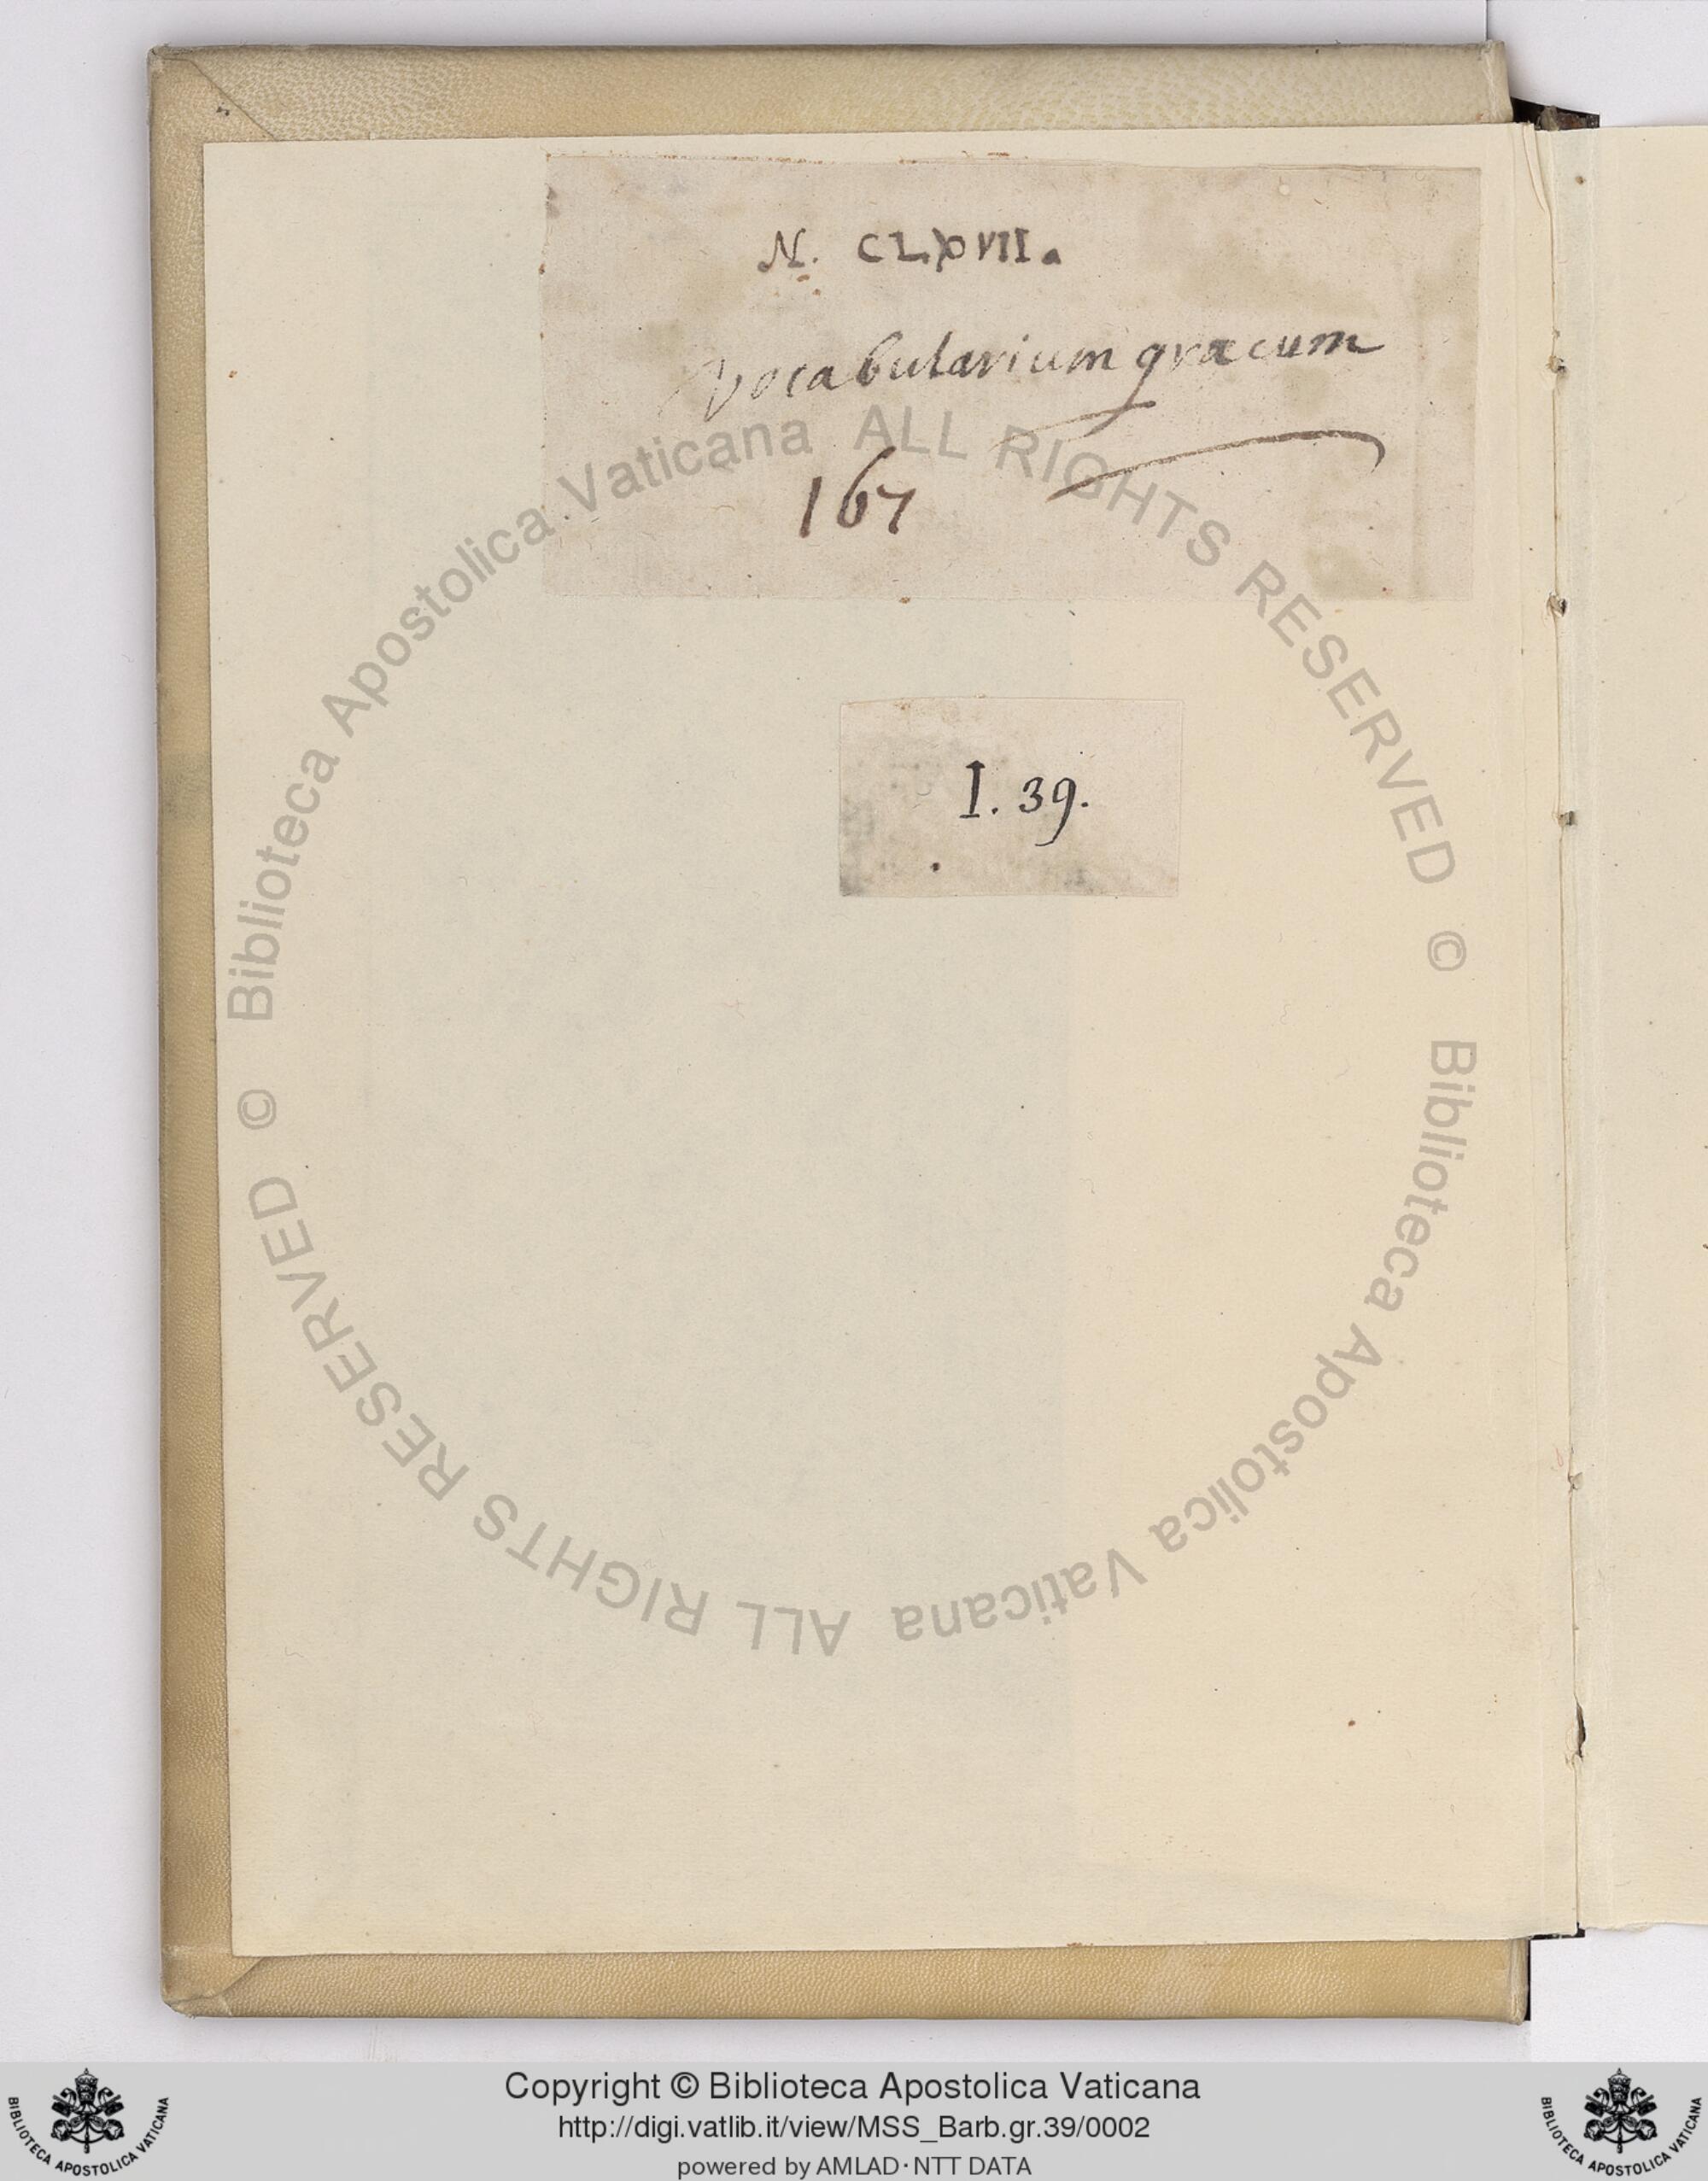 N. CLXVII.
Vocabularium græcum
167
I. 39.
© Biblioteca Apostolica Vaticana ALL RIGHTS RESERVED
© Biblioteca Apostolica Vaticana ALL RIGHTS RESERVED
Copyright © Biblioteca Apostolica Vaticana
http://digi.vatlib.it/view/MSS_Barb.gr.39/0002
powered by AMLAD·NTT DATA
BIBLIOTECA APOSTOLICA VATICANA
BIBLIOTECA APOSTOLICA VATICANA